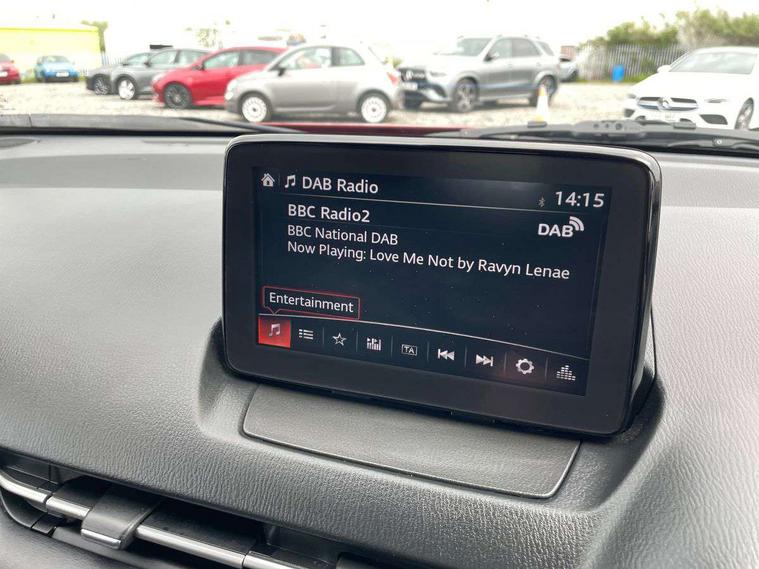 DAB Radio
14:15
BBC Radio2
DAB
BBC National DAB
Now Playing: Love Me Not by Ravyn Lenae
Entertainment
TA